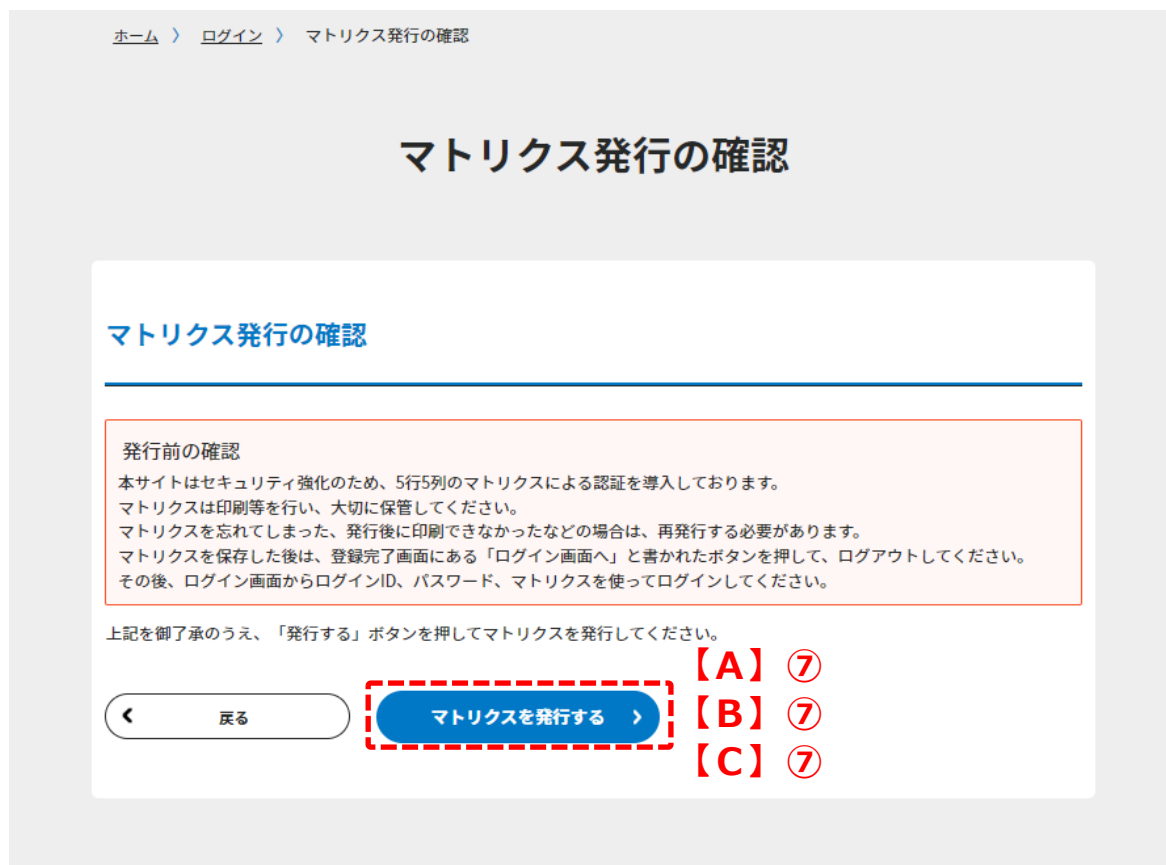 ホーム 〉 ログイン 〉 マトリクス発行の確認
マトリクス発行の確認
マトリクス発行の確認
発行前の確認
本サイトはセキュリティ強化のため、5行5列のマトリクスによる認証を導入しております。
マトリクスは印刷等を行い、大切に保管してください。
マトリクスを忘れてしまった、発行後に印刷できなかったなどの場合は、再発行する必要があります。
マトリクスを保存した後は、登録完了画面にある「ログイン画面へ」と書かれたボタンを押して、ログアウトしてください。
その後、ログイン画面からログインID、パスワード、マトリクスを使ってログインしてください。
上記を御了承のうえ、「発行する」ボタンを押してマトリクスを発行してください。
戻る
マトリクスを発行する
【A】⑦
【B】⑦
【C】⑦